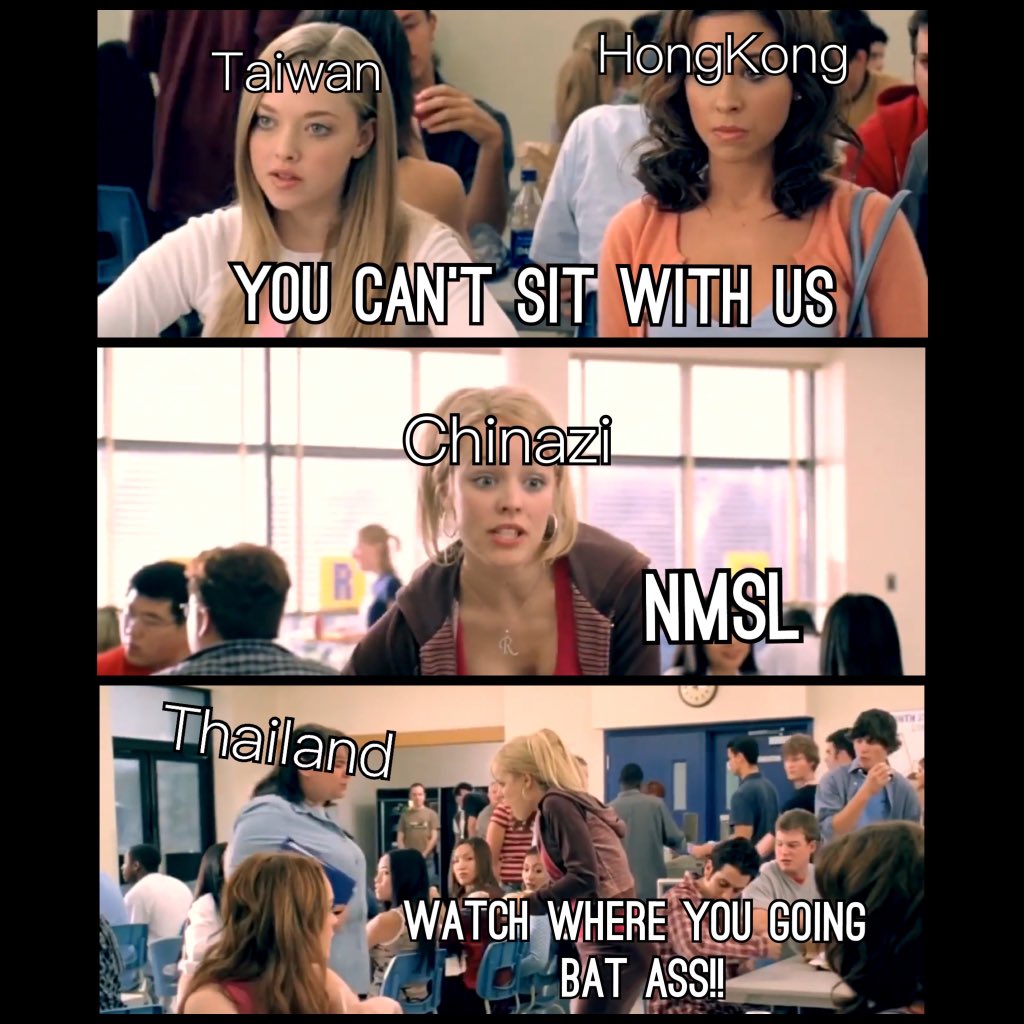 Taiwan
HongKong
YOU CAN'T SIT WITH US
Chinazi
R
R
NMSL
Thailand
WATCH WHERE YOU GOING
BAT ASS!!